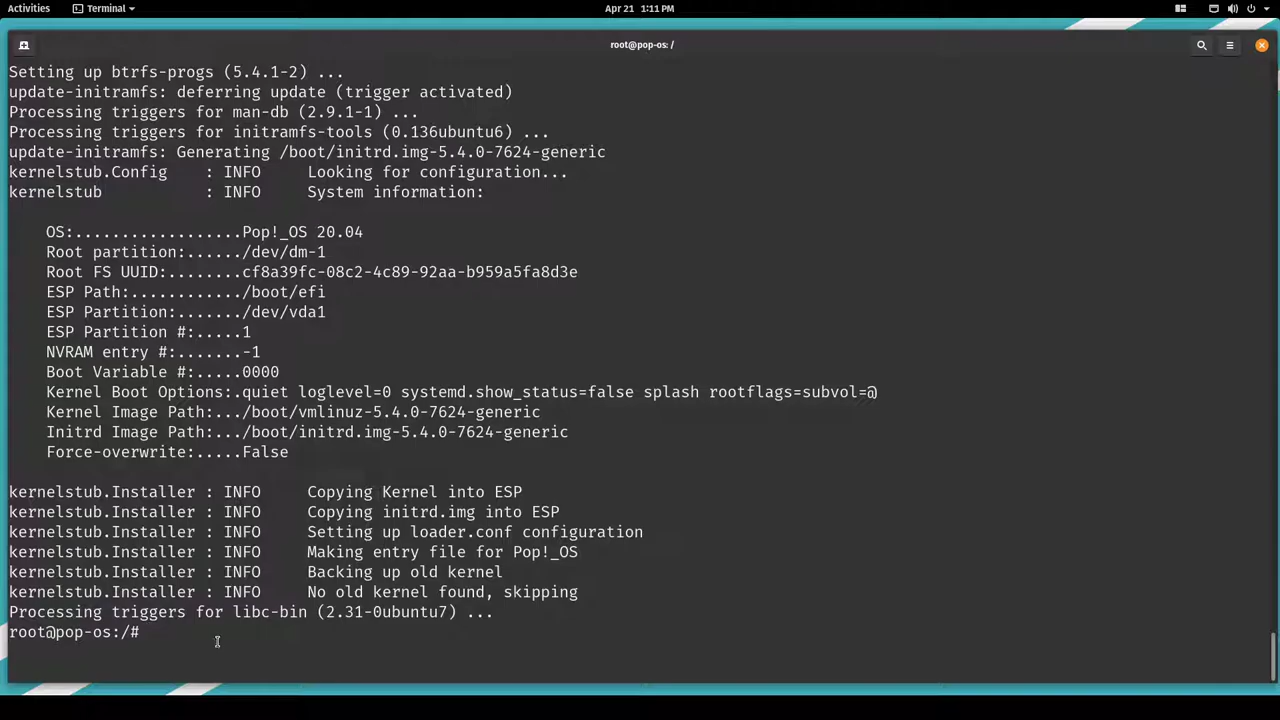 Activities
Terminal
Apr 21 1:11 PM
root@pop-os: /
Setting up btrfs-progs (5.4.1-2) ...
update-initramfs: deferring update (trigger activated)
Processing triggers for man-db (2.9.1-1) ...
Processing triggers for initramfs-tools (0.136ubuntu6) ...
update-initramfs: Generating /boot/initrd.img-5.4.0-7624-generic
kernelstub.Config    : INFO     Looking for configuration...
kernelstub           : INFO     System information:
OS:..................Pop!_OS 20.04
Root partition:....../dev/dm-1
Root FS UUID:........cf8a39fc-08c2-4c89-92aa-b959a5fa8d3e
ESP Path:............/boot/efi
ESP Partition:......./dev/vda1
ESP Partition #:.....1
NVRAM entry #:.......-1
Boot Variable #:.....0000
Kernel Boot Options:.quiet loglevel=0 systemd.show_status=false splash rootflags=subvol=@
Kernel Image Path:.../boot/vmlinuz-5.4.0-7624-generic
Initrd Image Path:.../boot/initrd.img-5.4.0-7624-generic
Force-overwrite:.....False
kernelstub.Installer : INFO     Copying Kernel into ESP
kernelstub.Installer : INFO     Copying initrd.img into ESP
kernelstub.Installer : INFO     Setting up loader.conf configuration
kernelstub.Installer : INFO     Making entry file for Pop!_OS
kernelstub.Installer : INFO     Backing up old kernel
kernelstub.Installer : INFO     No old kernel found, skipping
Processing triggers for libc-bin (2.31-0ubuntu7) ...
root@pop-os:/#